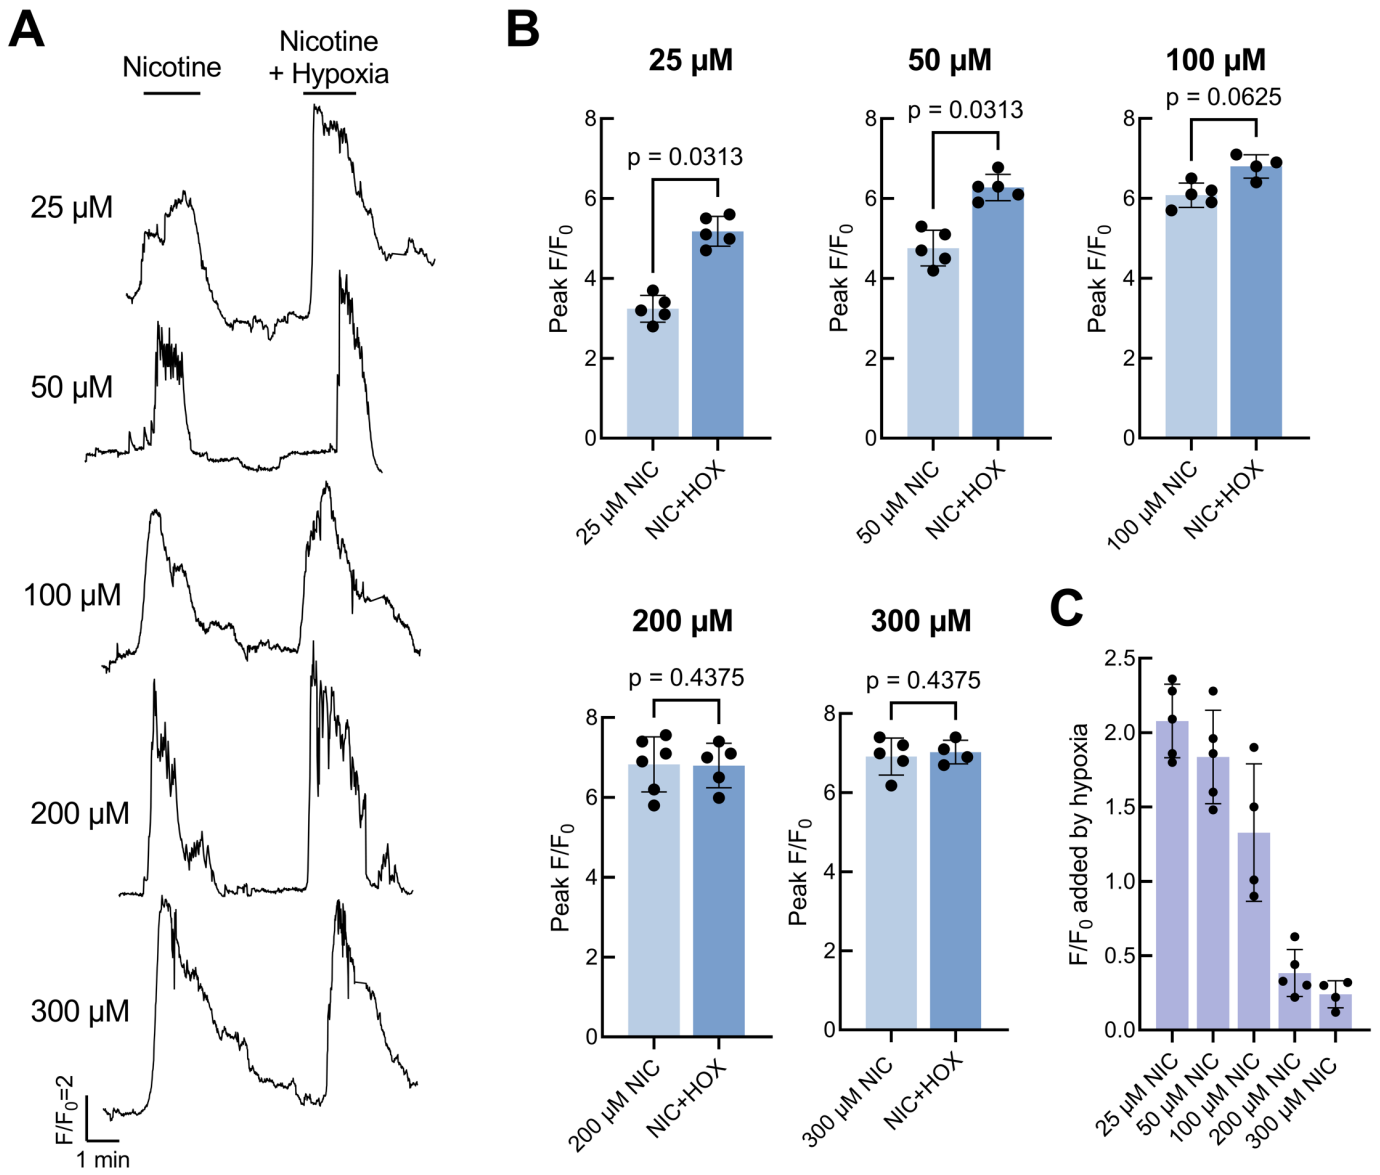 A
Nicotine
Nicotine
+ Hypoxia
25 µM
50 µM
100 µM
200 µM
300 µM
F/F0=2
1 min
B
25 µM
p = 0.0313
Peak F/F0
8
6
4
2
0
25 µM NIC
NIC+HOX
50 µM
p = 0.0313
Peak F/F0
8
6
4
2
0
50 µM NIC
NIC+HOX
100 µM
p = 0.0625
Peak F/F0
8
6
4
2
0
100 µM NIC
NIC+HOX
200 µM
p = 0.4375
Peak F/F0
8
6
4
2
0
200 µM NIC
NIC+HOX
300 µM
p = 0.4375
Peak F/F0
8
6
4
2
0
300 µM NIC
NIC+HOX
C
F/F0 added by hypoxia
2.5
2.0
1.5
1.0
0.5
0.0
25 µM NIC
50 µM NIC
100 µM NIC
200 µM NIC
300 µM NIC